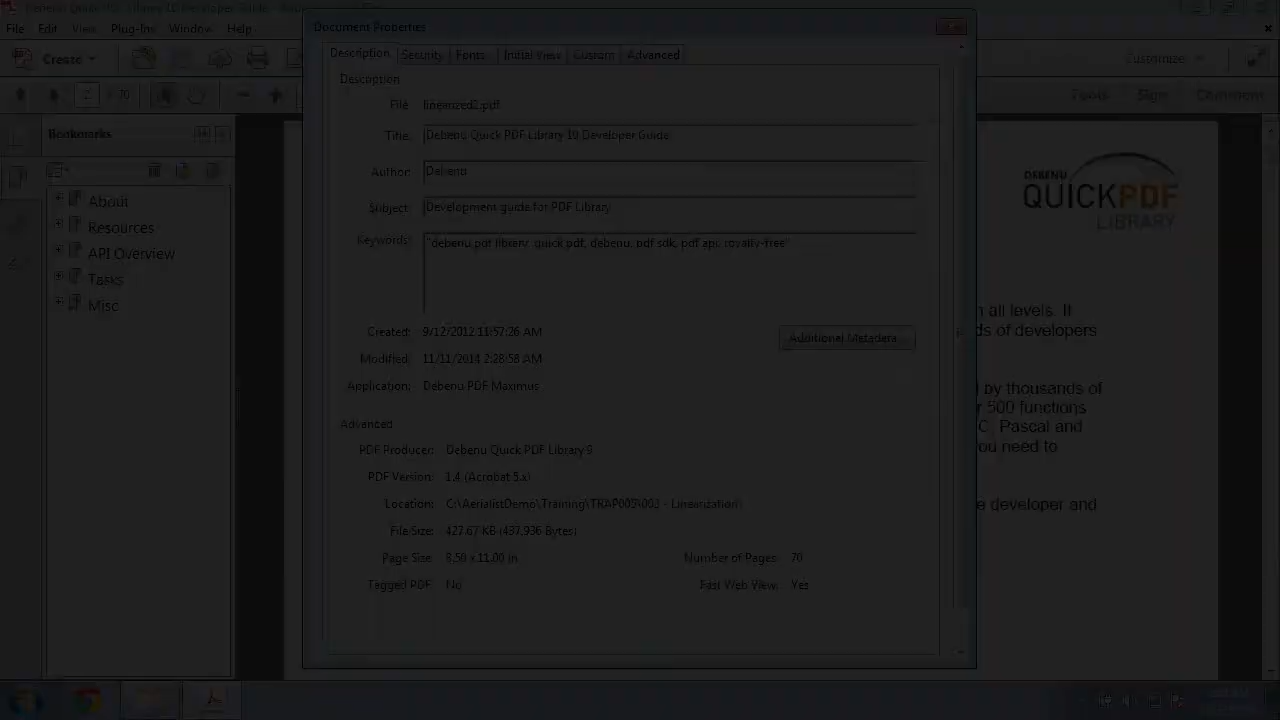 File Edit View Plug-Ins Window Help
Document Properties
Create
Customize
Description Security Fonts Initial View Custom Advanced
Tools Sign Comment
Bookmarks
About
Resources
API Overview
Tasks
Misc
Description
File: linearized2.pdf
Title: Debenu Quick PDF Library 10 Developer Guide
Author: Debenu
Subject: Development guide for PDF Library
Keywords: "debenu pdf library, quick pdf, debenu, pdf sdk, pdf api, royalty-free"
Created: 9/12/2012 11:57:26 AM
Modified: 11/11/2014 2:28:58 AM
Application: Debenu PDF Maximus
Additional Metadata...
Advanced
PDF Producer: Debenu Quick PDF Library 9
PDF Version: 1.4 (Acrobat 5.x)
Location: C:\AerialistDemo\Training\TRAP005\003 - Linearization\
File Size: 427.67 KB (437,936 Bytes)
Page Size: 8.50 x 11.00 in
Number of Pages: 70
Tagged PDF: No
Fast Web View: Yes
DEBENU
QUICKPDF
LIBRARY
all levels. It
of developers
by thousands of
500 functions
C, Pascal and
you need to
developer and